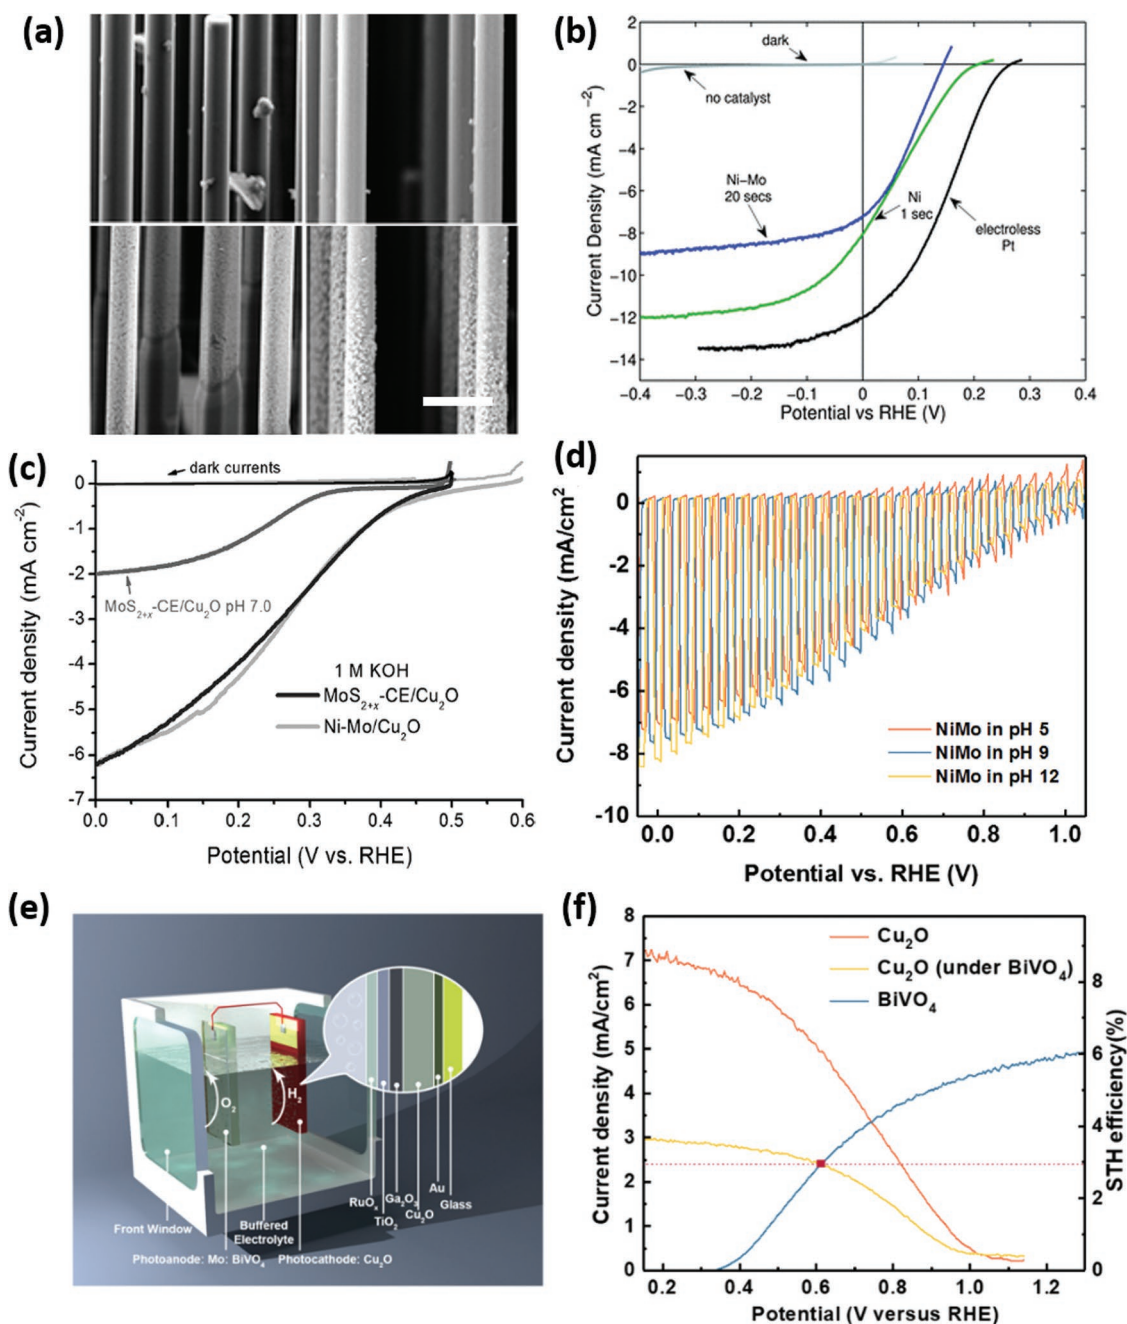 (a)
(b)
2
0
−2
−4
−6
−8
−10
−12
−14
Current Density (mA cm⁻²)
dark
no catalyst
Ni−Mo
20 secs
Ni
1 sec
electroless
Pt
−0.4
−0.3
−0.2
−0.1
0
0.1
0.2
0.3
0.4
Potential vs RHE (V)
(c)
0
-1
-2
-3
-4
-5
-6
-7
Current density (mA cm⁻²)
dark currents
MoS₂₊ₓ-CE/Cu₂O pH 7.0
1 M KOH
MoS₂₊ₓ-CE/Cu₂O
Ni-Mo/Cu₂O
0.0
0.1
0.2
0.3
0.4
0.5
0.6
Potential (V vs. RHE)
(d)
0
-2
-4
-6
-8
-10
Current density (mA/cm²)
NiMo in pH 5
NiMo in pH 9
NiMo in pH 12
0.0
0.2
0.4
0.6
0.8
1.0
Potential vs. RHE (V)
(e)
O₂
H₂
RuOₓ
TiO₂
Ga₂O₃
Cu₂O
Au
Glass
Front Window
Buffered
Electrolyte
Photoanode: Mo: BiVO₄
Photocathode: Cu₂O
(f)
8
7
6
5
4
3
2
1
0
Current density (mA/cm²)
Cu₂O
Cu₂O (under BiVO₄)
BiVO₄
8
6
4
2
0
STH efficiency(%)
0.2
0.4
0.6
0.8
1.0
1.2
Potential (V versus RHE)